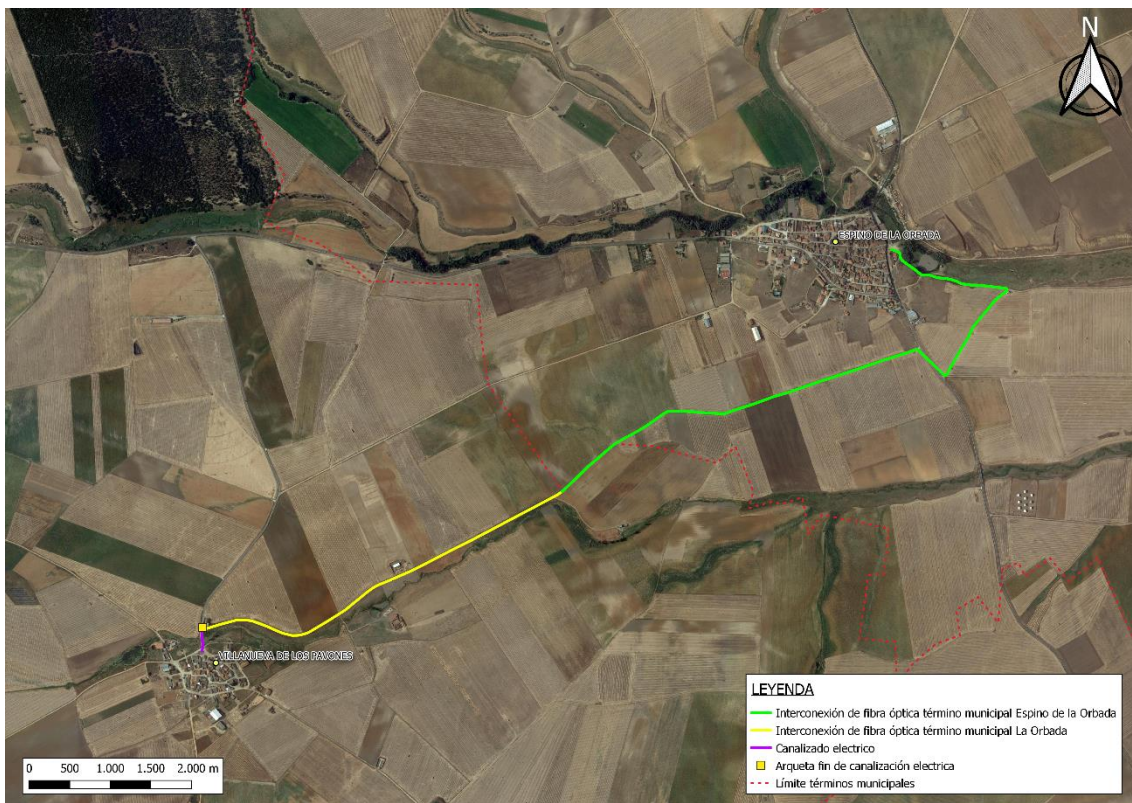 N
ESPINO DE LA ORBADA
VILLANUEVA DE LOS PAVONES
LEYENDA
Interconexión de fibra óptica término municipal Espino de la Orbada
Interconexión de fibra óptica término municipal La Orbada
Canalizado electrico
Arqueta fin de canalización electrica
Límite términos municipales
0 500 1.000 1.500 2.000 m